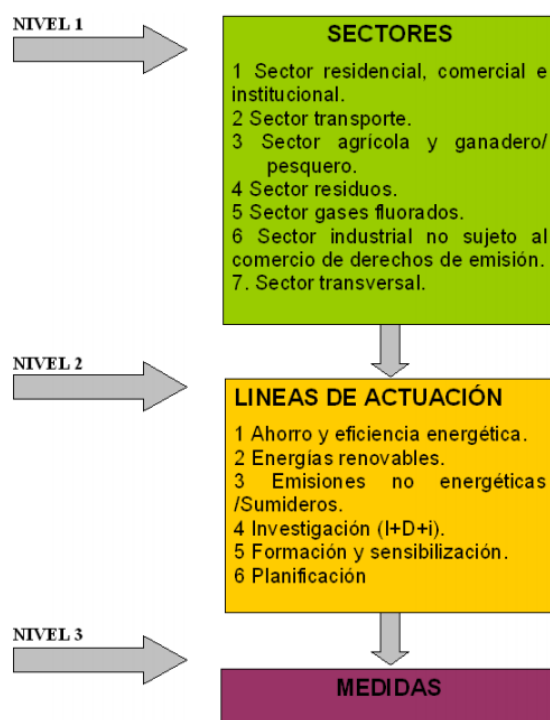 NIVEL 1
SECTORES
1 Sector residencial, comercial e
institucional.
2 Sector transporte.
3 Sector agrícola y ganadero/
pesquero.
4 Sector residuos.
5 Sector gases fluorados.
6 Sector industrial no sujeto al
comercio de derechos de emisión.
7. Sector transversal.
NIVEL 2
LINEAS DE ACTUACIÓN
1 Ahorro y eficiencia energética.
2 Energías renovables.
3 Emisiones no energéticas
/Sumideros.
4 Investigación (I+D+i).
5 Formación y sensibilización.
6 Planificación
NIVEL 3
MEDIDAS